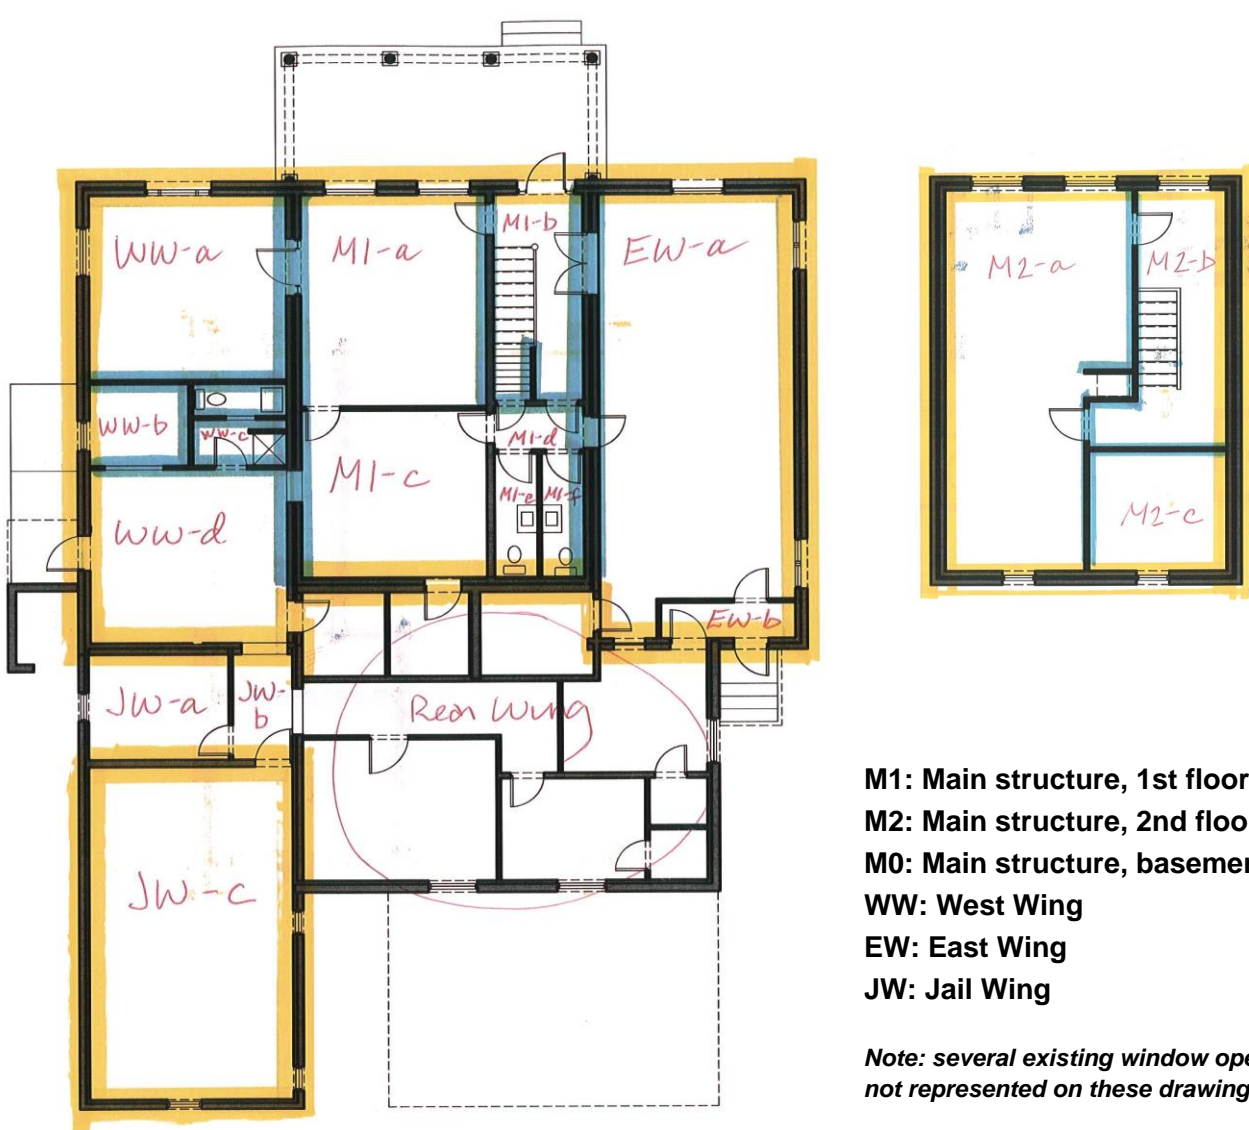 M1-b
WW-a
M1-a
EW-a
M2-a
M2-b
WW-b
WW-c
M1-d
M1-c
M1-e
M1-f
WW-d
M2-c
EW-b
JW-a
JW-
b
Rear Wing
JW-c
M1: Main structure, 1st floor
M2: Main structure, 2nd floo
M0: Main structure, basemen
WW: West Wing
EW: East Wing
JW: Jail Wing
Note: several existing window ope
not represented on these drawing